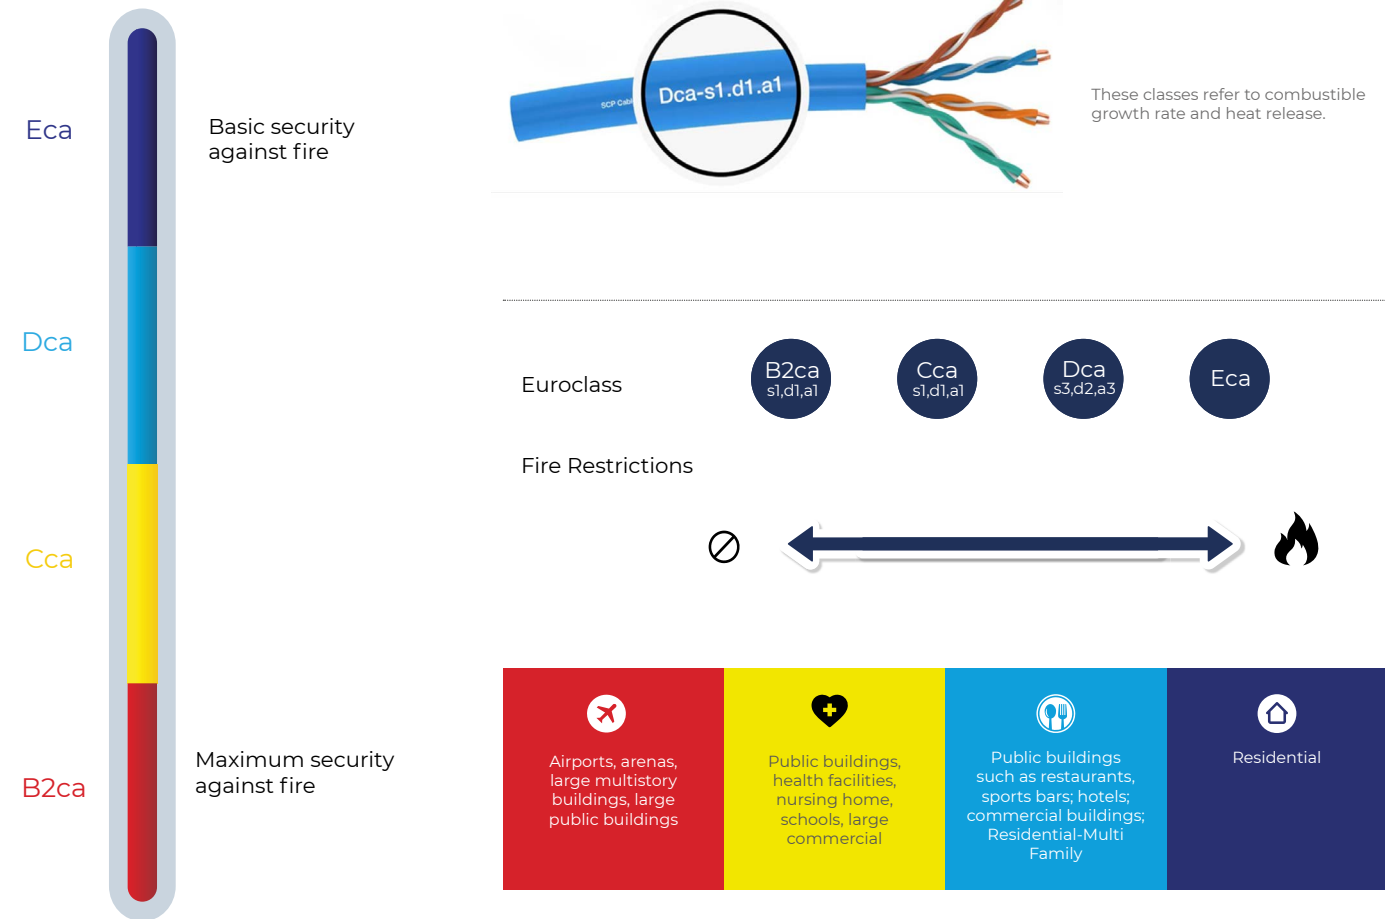 Eca
Basic security
against fire
Dca
Cca
Maximum security
against fire
B2ca
SCP Cabl
Dca-s1.d1.a1
These classes refer to combustible
growth rate and heat release.
Euroclass
B2ca
s1,d1,a1
Cca
s1,d1,a1
Dca
s3,d2,a3
Eca
Fire Restrictions
Airports, arenas,
large multistory
buildings, large
public buildings
Public buildings,
health facilities,
nursing home,
schools, large
commercial
Public buildings
such as restaurants,
sports bars; hotels;
commercial buildings;
Residential-Multi
Family
Residential